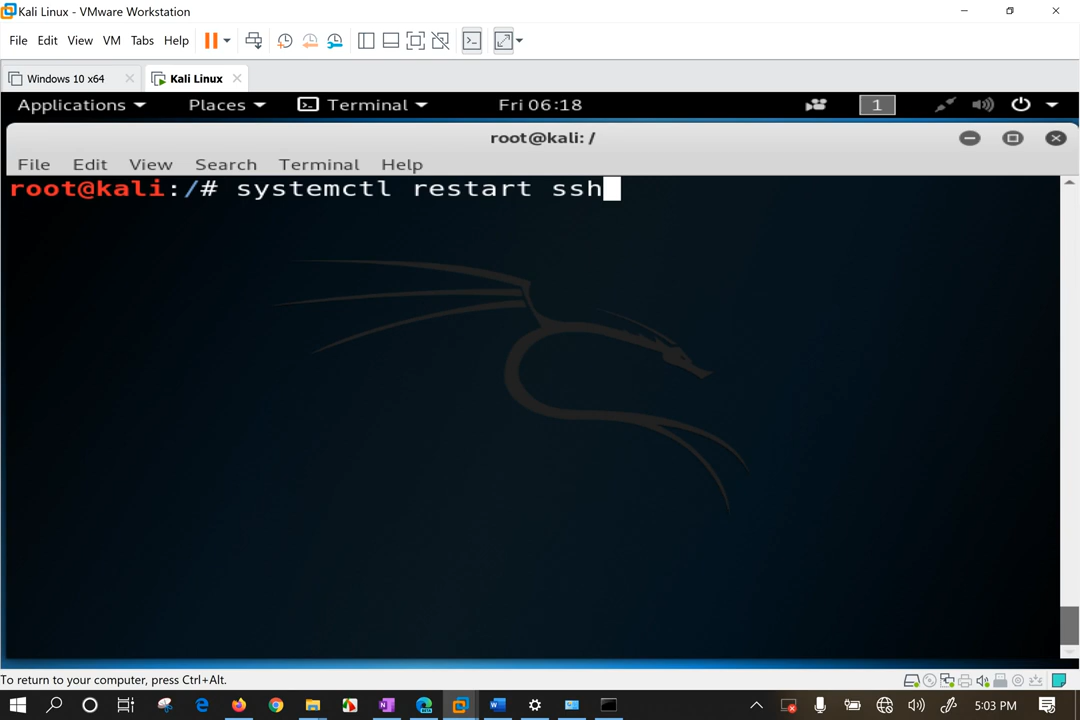 Kali Linux - VMware Workstation
File Edit View VM Tabs Help
Windows 10 x64 Kali Linux
Applications Places Terminal Fri 06:18 1
root@kali: /
File Edit View Search Terminal Help
root@kali:/# systemctl restart ssh
To return to your computer, press Ctrl+Alt.
5:03 PM